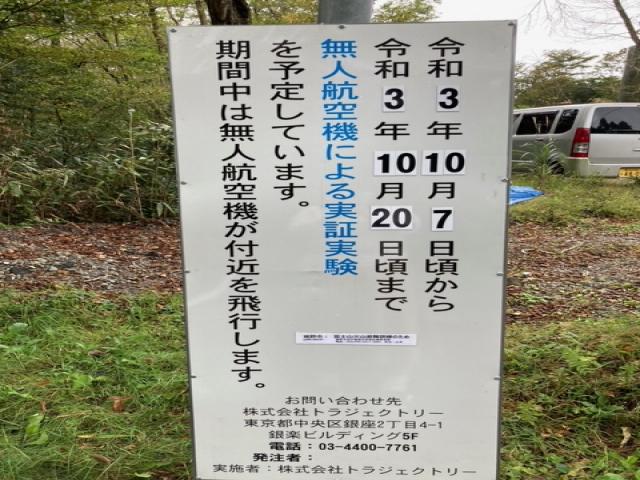 令和3年10月7日頃から
令和3年10月20日頃まで
無人航空機による実証実験
を予定しています。
期間中は無人航空機が付近を飛行します。
お問い合わせ先
株式会社トラジェクトリー
東京都中央区銀座2丁目4-1
銀楽ビルディング5F
電話：03-4400-7761
発注者：
実施者：株式会社トラジェクトリー